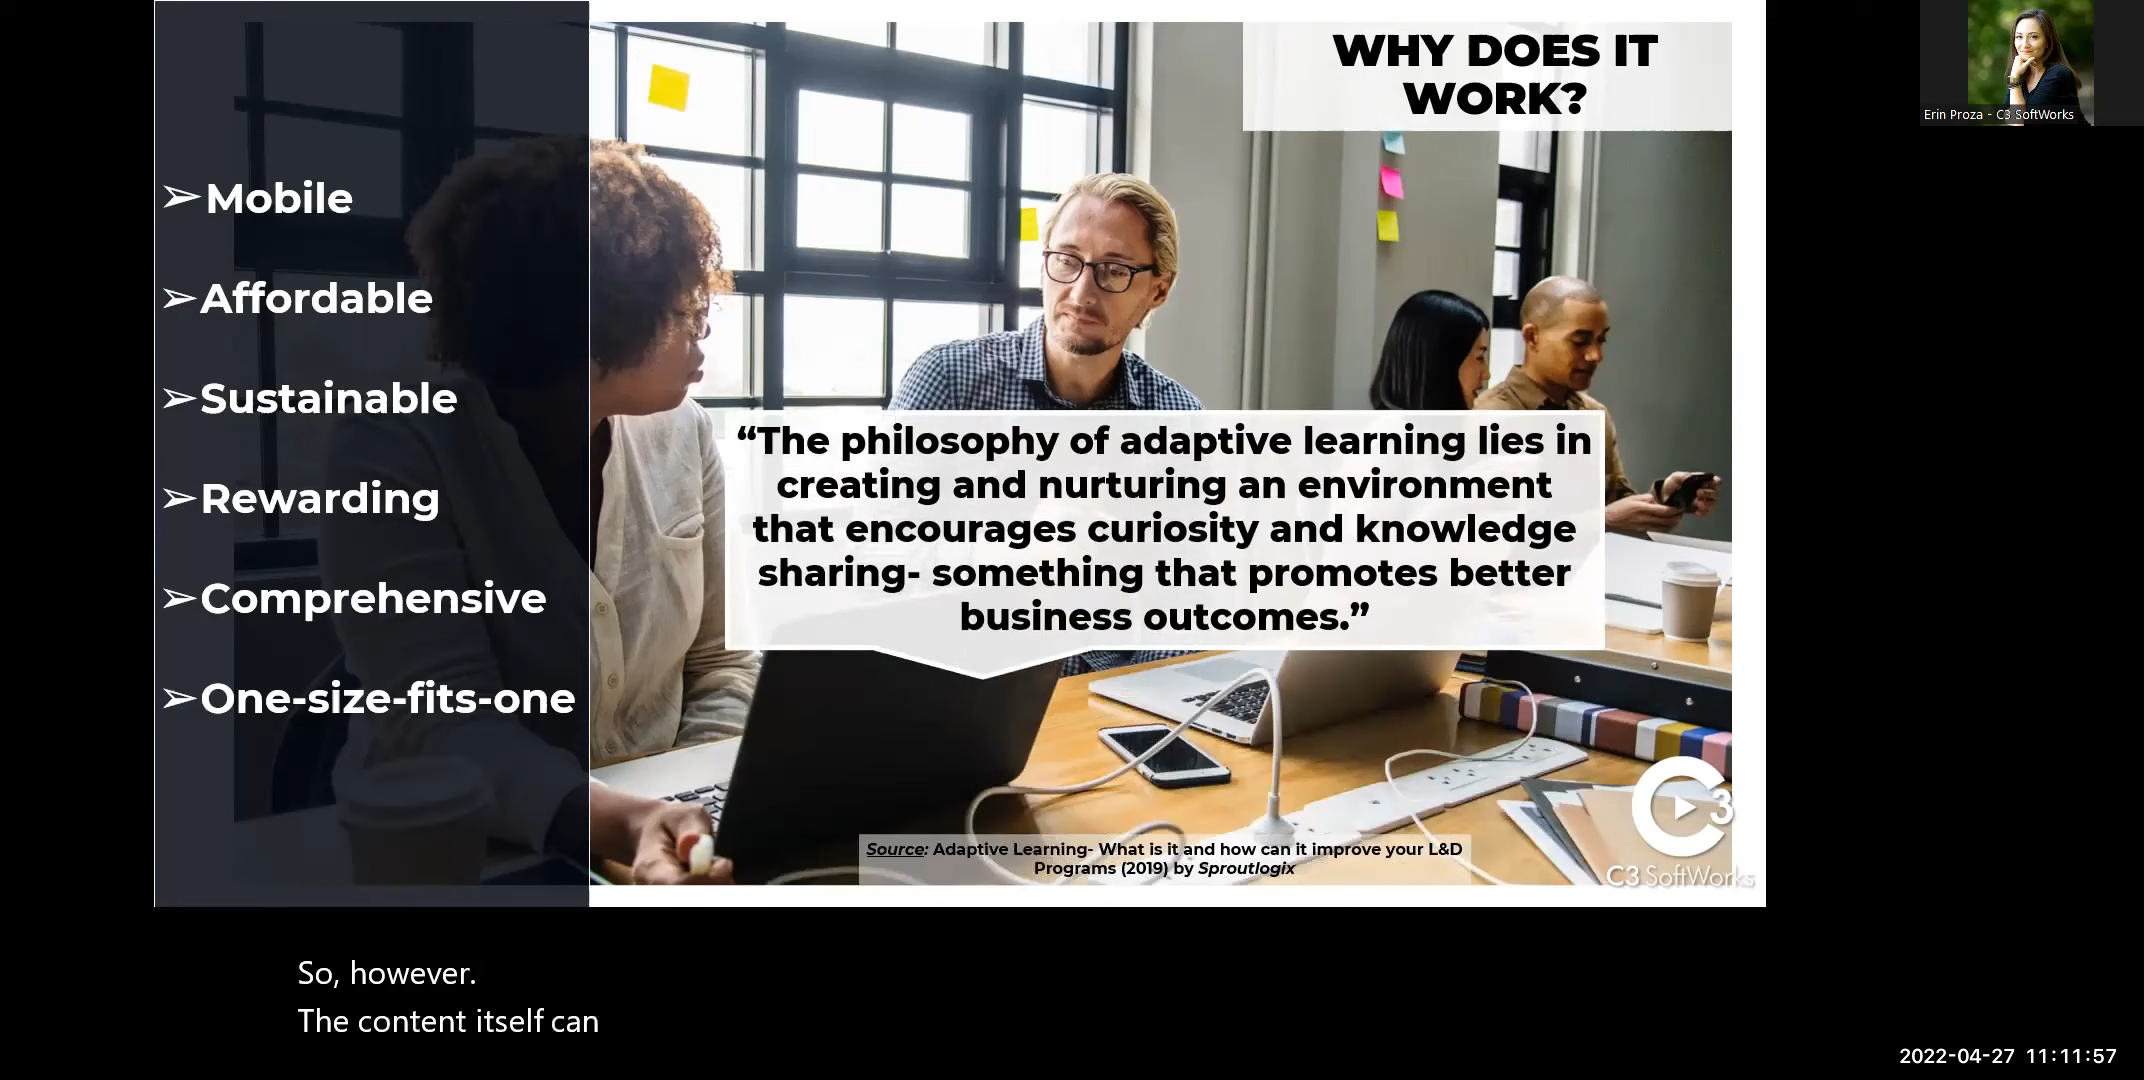 WHY DOES IT
WORK?
Erin Proza - C3 SoftWorks
➢Mobile
➢Affordable
➢Sustainable
➢Rewarding
➢Comprehensive
➢One-size-fits-one
“The philosophy of adaptive learning lies in
creating and nurturing an environment
that encourages curiosity and knowledge
sharing- something that promotes better
business outcomes.”
Source: Adaptive Learning- What is it and how can it improve your L&D
Programs (2019) by Sproutlogix
C3
C3 SoftWorks
So, however.
The content itself can
2022-04-27 11:11:57